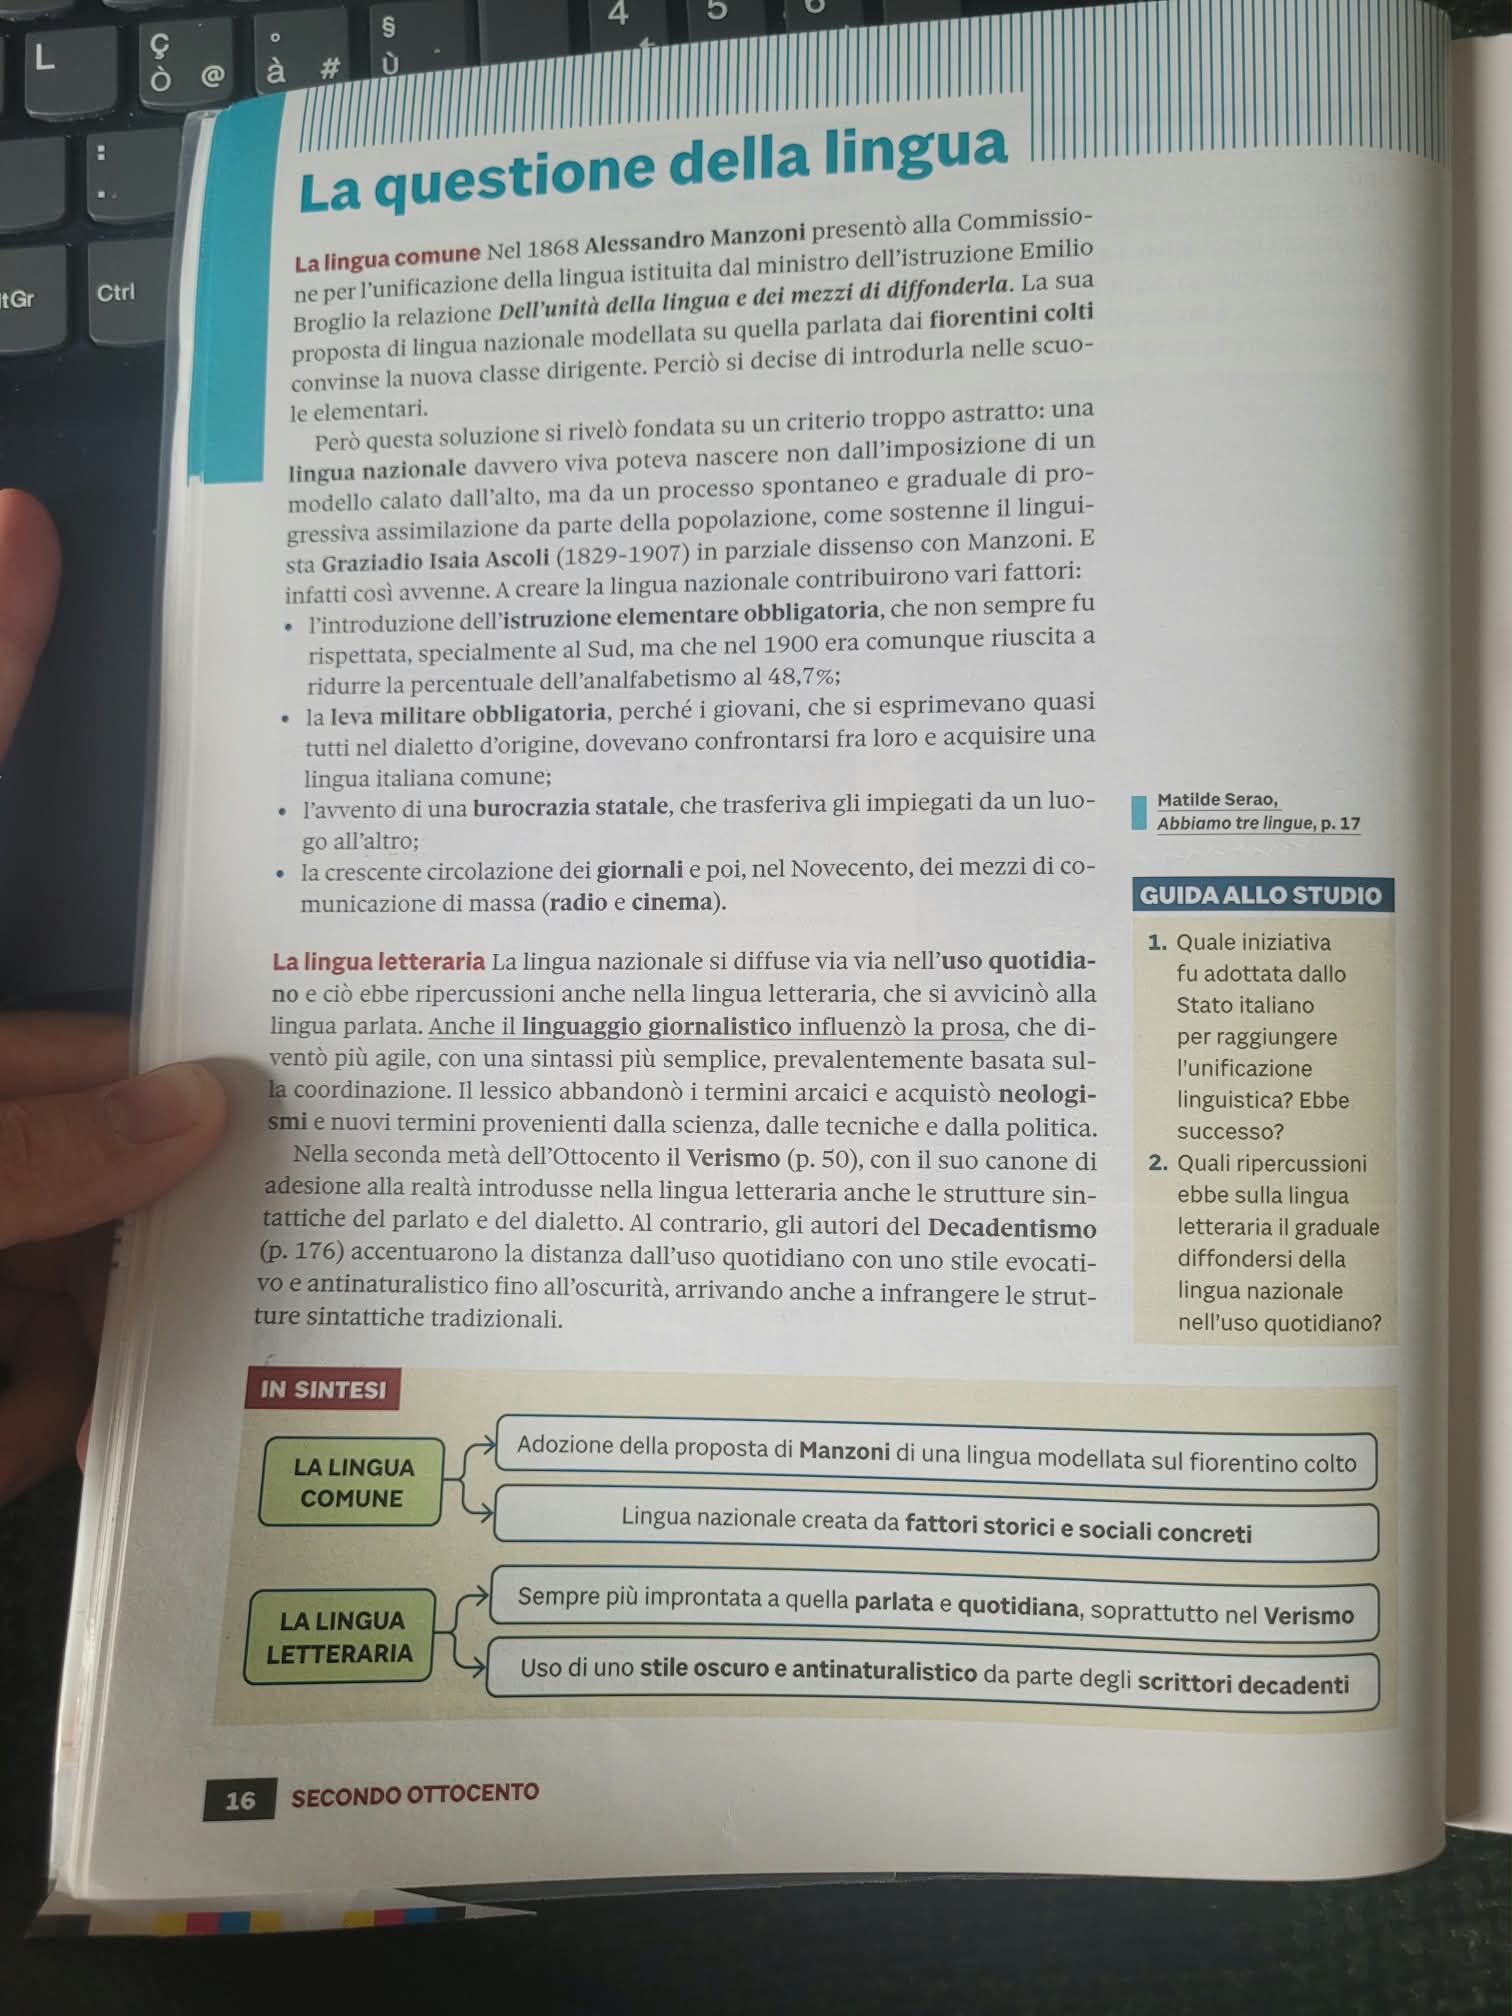 L
ç
ò @
°
à #
§
ù
4
5
:
.
tGr
Ctrl
La questione della lingua
La lingua comune Nel 1868 Alessandro Manzoni presentò alla Commissio-
ne per l'unificazione della lingua istituita dal ministro dell'istruzione Emilio
Broglio la relazione Dell'unità della lingua e dei mezzi di diffonderla. La sua
proposta di lingua nazionale modellata su quella parlata dai fiorentini colti
convinse la nuova classe dirigente. Perciò si decise di introdurla nelle scuo-
le elementari.
Però questa soluzione si rivelò fondata su un criterio troppo astratto: una
lingua nazionale davvero viva poteva nascere non dall'imposizione di un
modello calato dall'alto, ma da un processo spontaneo e graduale di pro-
gressiva assimilazione da parte della popolazione, come sostenne il lingui-
sta Graziadio Isaia Ascoli (1829-1907) in parziale dissenso con Manzoni. E
infatti così avvenne. A creare la lingua nazionale contribuirono vari fattori:
• l'introduzione dell'istruzione elementare obbligatoria, che non sempre fu
rispettata, specialmente al Sud, ma che nel 1900 era comunque riuscita a
ridurre la percentuale dell'analfabetismo al 48,7%;
• la leva militare obbligatoria, perché i giovani, che si esprimevano quasi
tutti nel dialetto d'origine, dovevano confrontarsi fra loro e acquisire una
lingua italiana comune;
• l'avvento di una burocrazia statale, che trasferiva gli impiegati da un luo-
go all'altro;
• la crescente circolazione dei giornali e poi, nel Novecento, dei mezzi di co-
municazione di massa (radio e cinema).
La lingua letteraria La lingua nazionale si diffuse via via nell'uso quotidia-
no e ciò ebbe ripercussioni anche nella lingua letteraria, che si avvicinò alla
lingua parlata. Anche il linguaggio giornalistico influenzò la prosa, che di-
ventò più agile, con una sintassi più semplice, prevalentemente basata sul-
la coordinazione. Il lessico abbandonò i termini arcaici e acquistò neologi-
smi e nuovi termini provenienti dalla scienza, dalle tecniche e dalla politica.
Nella seconda metà dell'Ottocento il Verismo (p. 50), con il suo canone di
adesione alla realtà introdusse nella lingua letteraria anche le strutture sin-
tattiche del parlato e del dialetto. Al contrario, gli autori del Decadentismo
(p. 176) accentuarono la distanza dall'uso quotidiano con uno stile evocati-
vo e antinaturalistico fino all'oscurità, arrivando anche a infrangere le strut-
ture sintattiche tradizionali.
Matilde Serao,
Abbiamo tre lingue, p. 17
GUIDA ALLO STUDIO
1. Quale iniziativa
fu adottata dallo
Stato italiano
per raggiungere
l'unificazione
linguistica? Ebbe
successo?
2. Quali ripercussioni
ebbe sulla lingua
letteraria il graduale
diffondersi della
lingua nazionale
nell'uso quotidiano?
IN SINTESI
LA LINGUA
COMUNE
Adozione della proposta di Manzoni di una lingua modellata sul fiorentino colto
Lingua nazionale creata da fattori storici e sociali concreti
LA LINGUA
LETTERARIA
Sempre più improntata a quella parlata e quotidiana, soprattutto nel Verismo
Uso di uno stile oscuro e antinaturalistico da parte degli scrittori decadenti
16 SECONDO OTTOCENTO